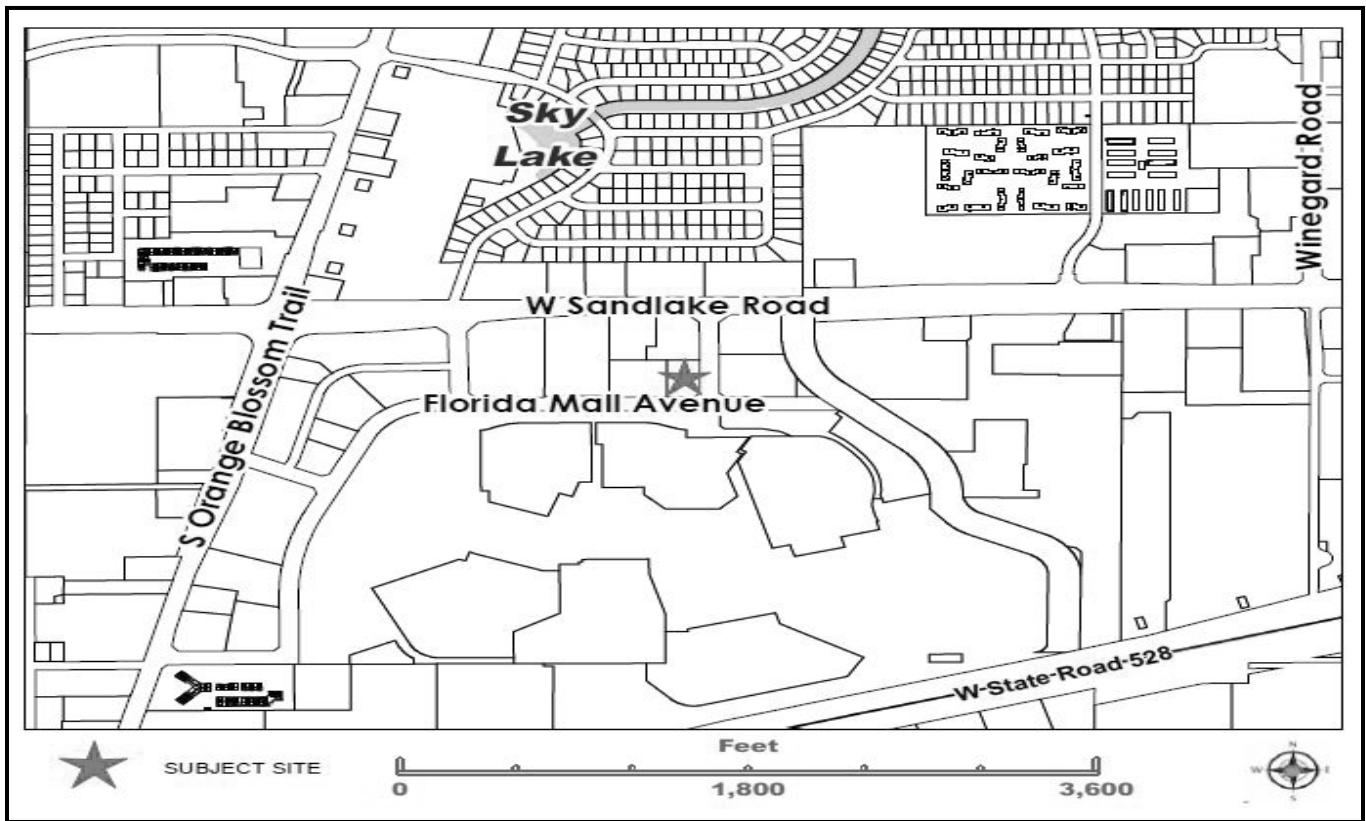 Sky
Lake
Winegard Road
W Sandlake Road
S Orange Blossom Trail
Florida Mall Avenue
W State Road 528
SUBJECT SITE
Feet
0 1,800 3,600
N
W E
S